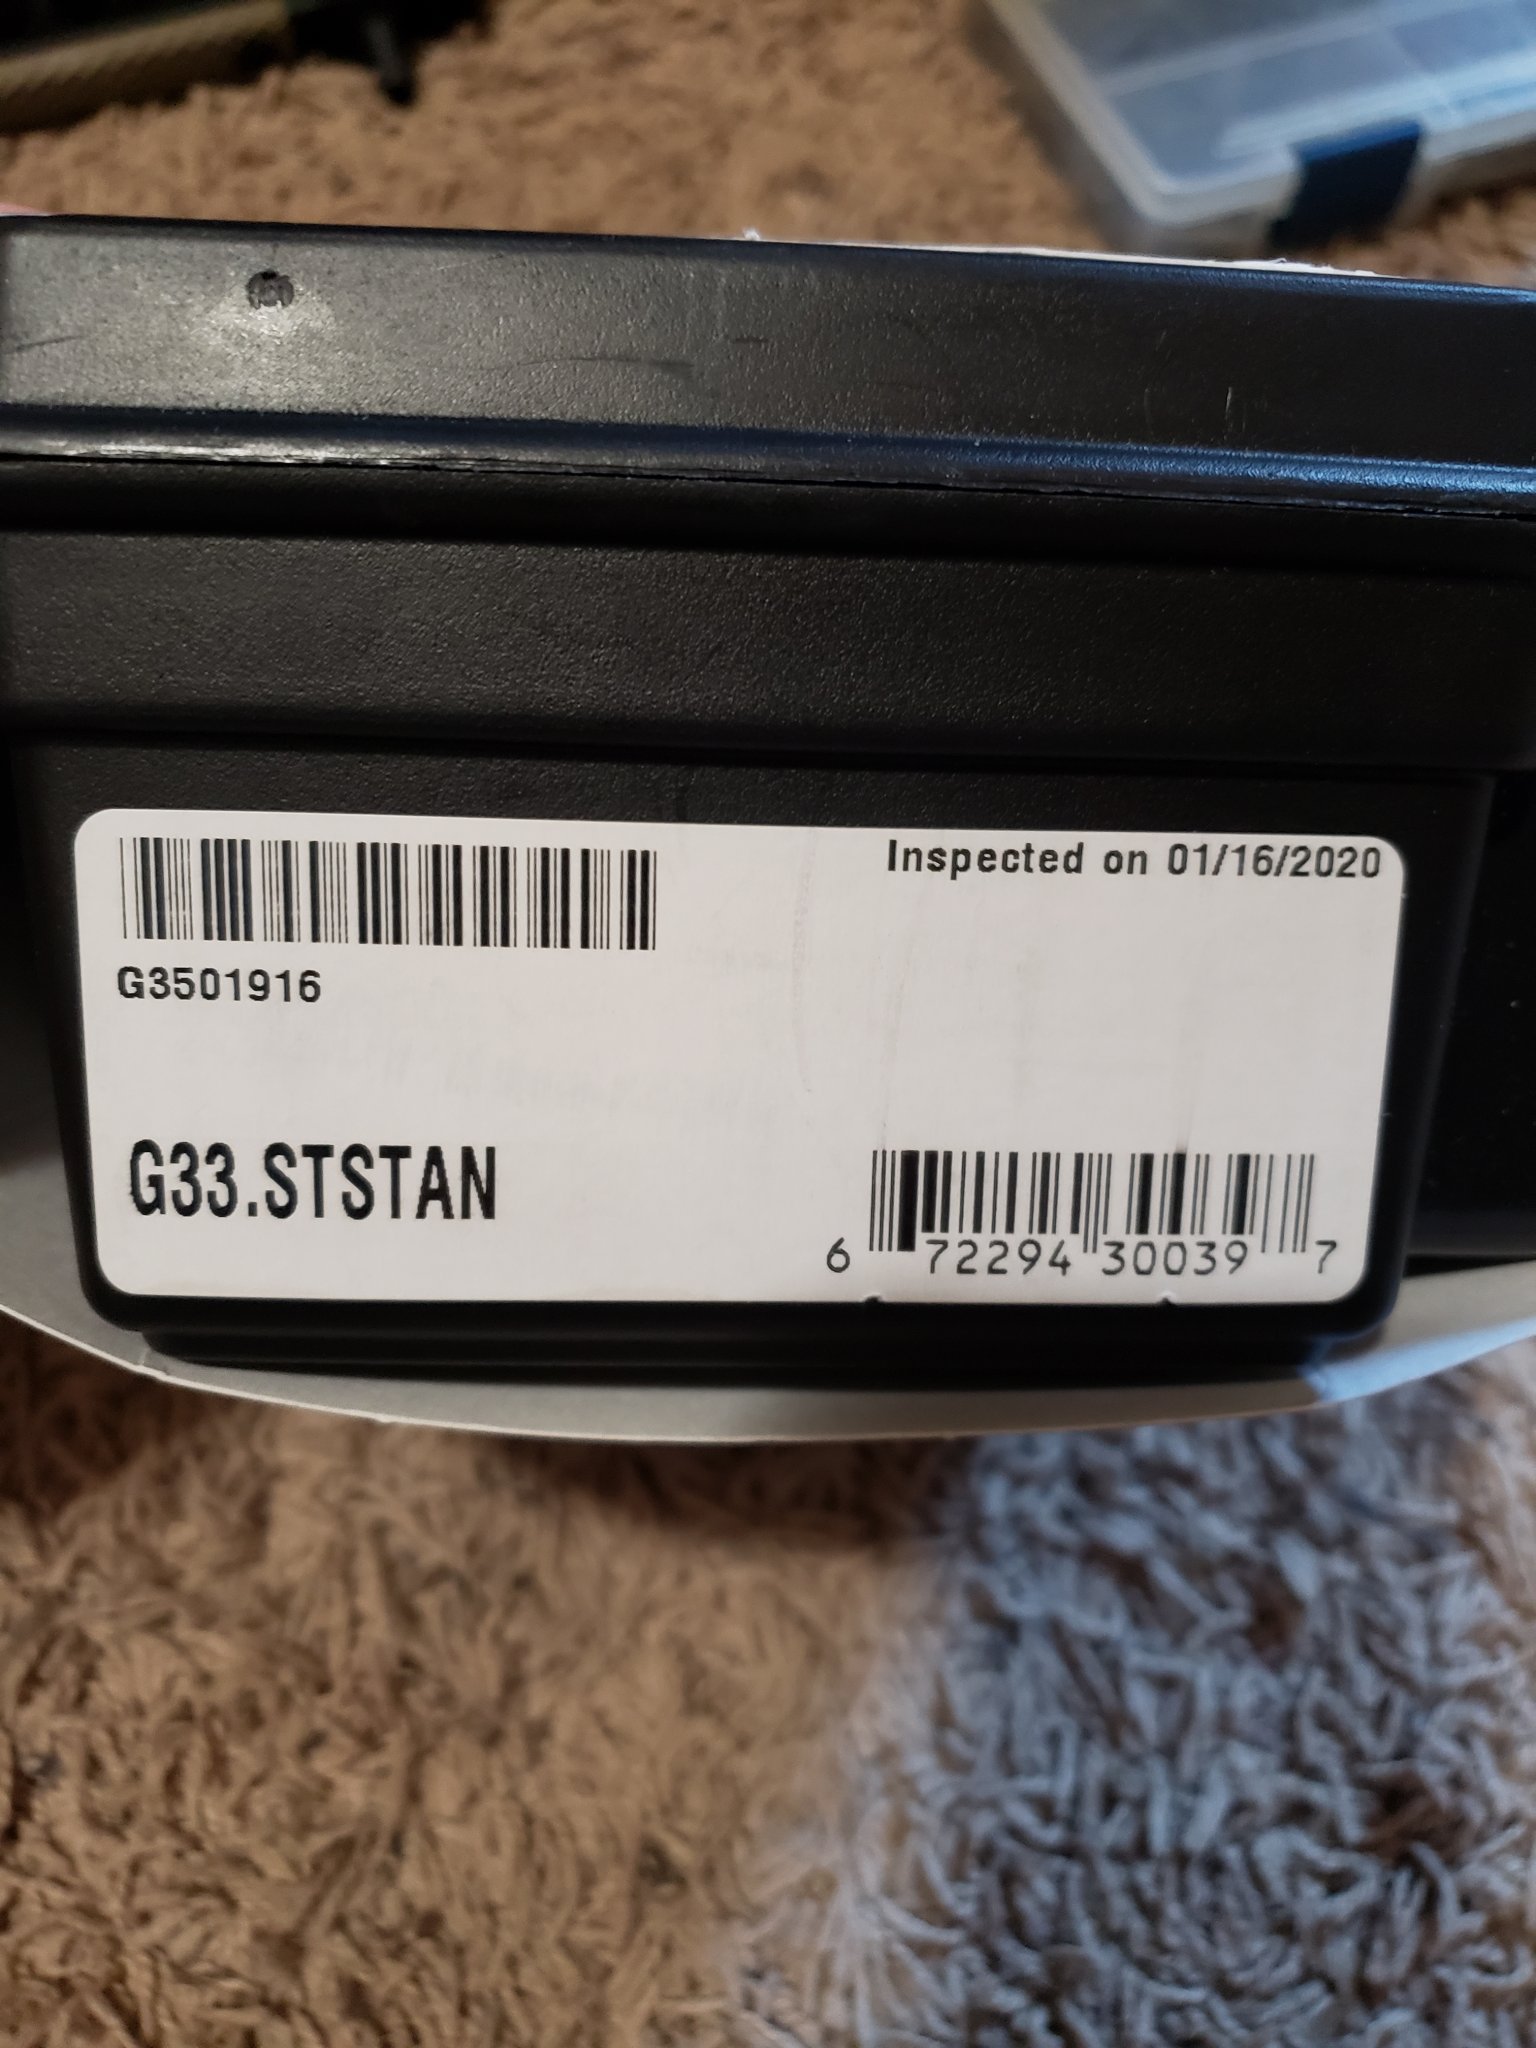 Inspected on 01/16/2020
G3501916
G33.STSTAN
6 72294 30039 7